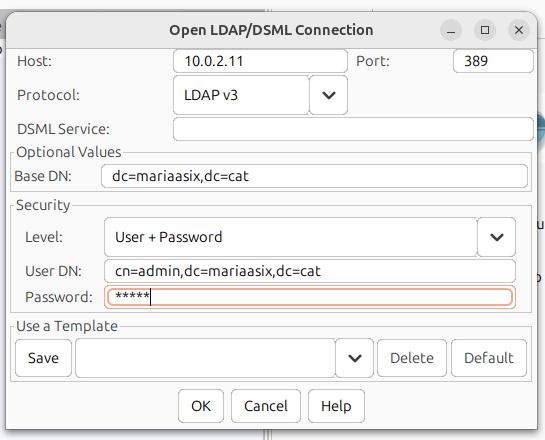 Open LDAP/DSML Connection
Host: 10.0.2.11 Port: 389
Protocol: LDAP v3
DSML Service:
Optional Values
Base DN: dc=mariaasix,dc=cat
Security
Level: User + Password
User DN: cn=admin,dc=mariaasix,dc=cat
Password: *****
Use a Template
Save Delete Default
OK Cancel Help